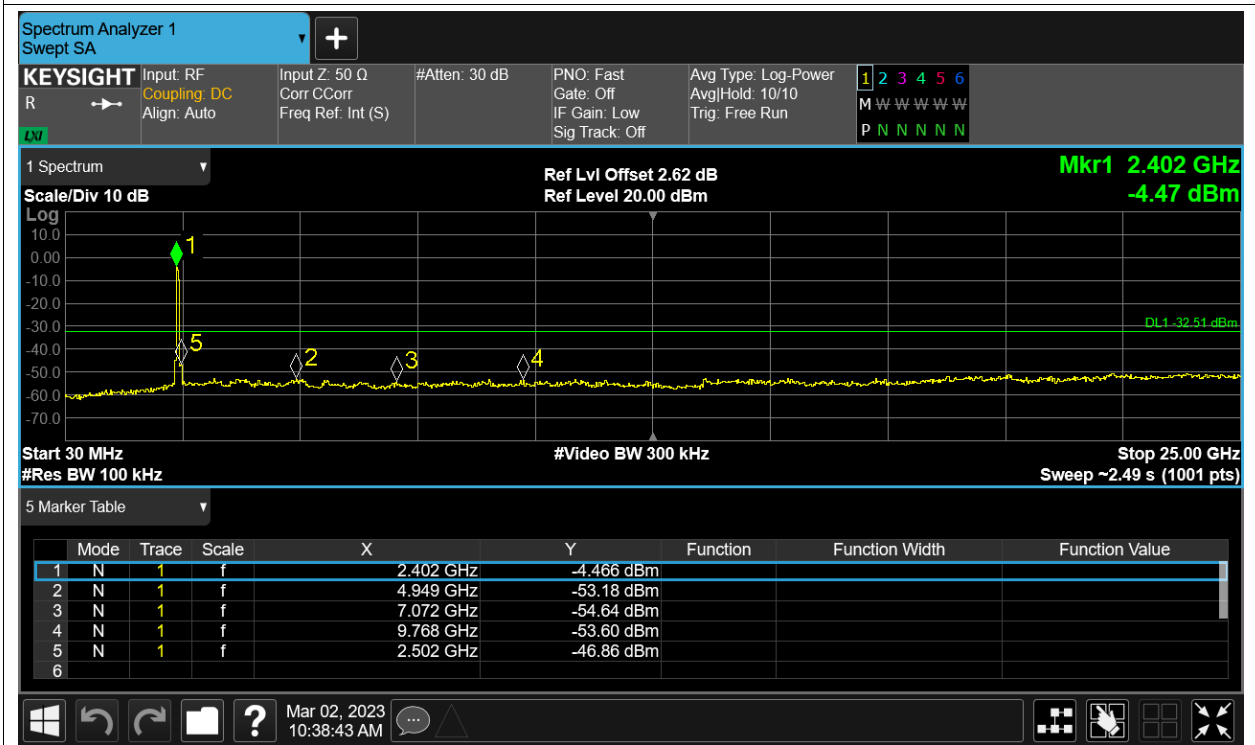 Spectrum Analyzer 1
Swept SA
KEYSIGHT
R
LXI
Input: RF
Coupling: DC
Align: Auto
Input Z: 50 Ω
Corr CCorr
Freq Ref: Int (S)
#Atten: 30 dB
PNO: Fast
Gate: Off
IF Gain: Low
Sig Track: Off
Avg Type: Log-Power
Avg|Hold: 10/10
Trig: Free Run
1 2 3 4 5 6
M W W W W W
P N N N N N
1 Spectrum
Scale/Div 10 dB
Ref Lvl Offset 2.62 dB
Ref Level 20.00 dBm
Mkr1 2.402 GHz
-4.47 dBm
Log
10.0
0.00
-10.0
-20.0
-30.0
-40.0
-50.0
-60.0
-70.0
1
5
2
3
4
DL1 -32.51 dBm
Start 30 MHz
#Res BW 100 kHz
#Video BW 300 kHz
Stop 25.00 GHz
Sweep ~2.49 s (1001 pts)
5 Marker Table
Mode Trace Scale X Y Function Function Width Function Value
1 N 1 f 2.402 GHz -4.466 dBm
2 N 1 f 4.949 GHz -53.18 dBm
3 N 1 f 7.072 GHz -54.64 dBm
4 N 1 f 9.768 GHz -53.60 dBm
5 N 1 f 2.502 GHz -46.86 dBm
6
?
Mar 02, 2023
10:38:43 AM